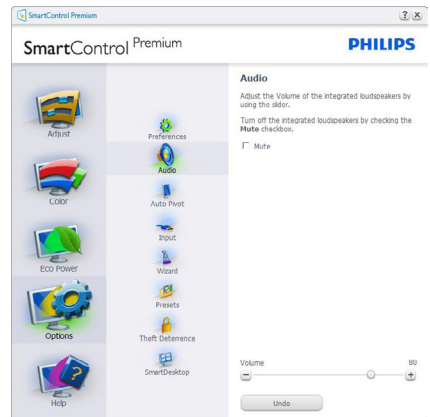 SmartControl Premium
SmartControl Premium
PHILIPS
Adjust
Color
Eco Power
Options
Help
Preferences
Audio
Auto Pivot
Input
Wizard
Presets
Theft Deterrence
SmartDesktop
Audio
Adjust the Volume of the integrated loudspeakers by
using the slider.
Turn off the integrated loudspeakers by checking the
Mute checkbox.
Mute
Volume 80
Undo